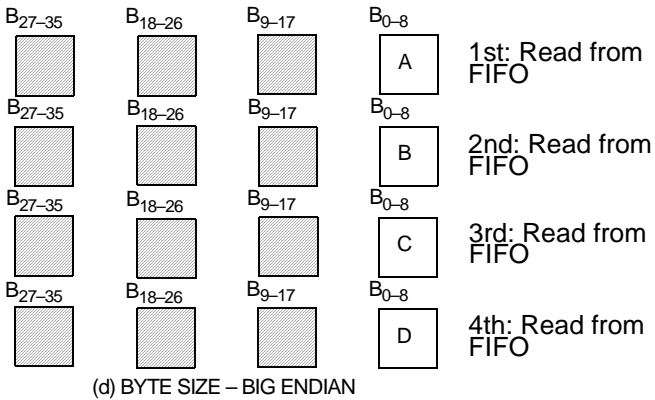 B27–35 B18–26 B9–17 B0–8
A 1st: Read from
FIFO
B27–35 B18–26 B9–17 B0–8
B 2nd: Read from
FIFO
B27–35 B18–26 B9–17 B0–8
C 3rd: Read from
FIFO
B27–35 B18–26 B9–17 B0–8
D 4th: Read from
FIFO
(d) BYTE SIZE – BIG ENDIAN